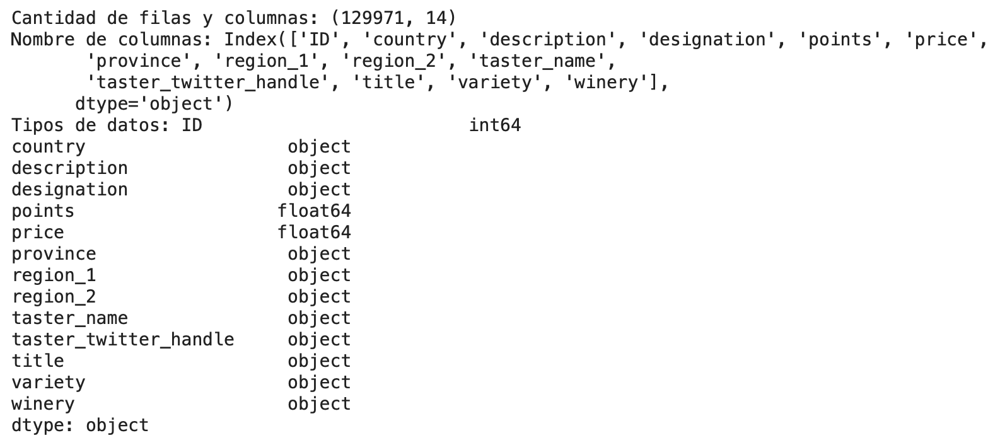 Cantidad de filas y columnas: (129971, 14)
Nombre de columnas: Index(['ID', 'country', 'description', 'designation', 'points', 'price',
       'province', 'region_1', 'region_2', 'taster_name',
       'taster_twitter_handle', 'title', 'variety', 'winery'],
      dtype='object')
Tipos de datos: ID                         int64
country                   object
description               object
designation               object
points                   float64
price                    float64
province                  object
region_1                  object
region_2                  object
taster_name               object
taster_twitter_handle     object
title                     object
variety                   object
winery                    object
dtype: object